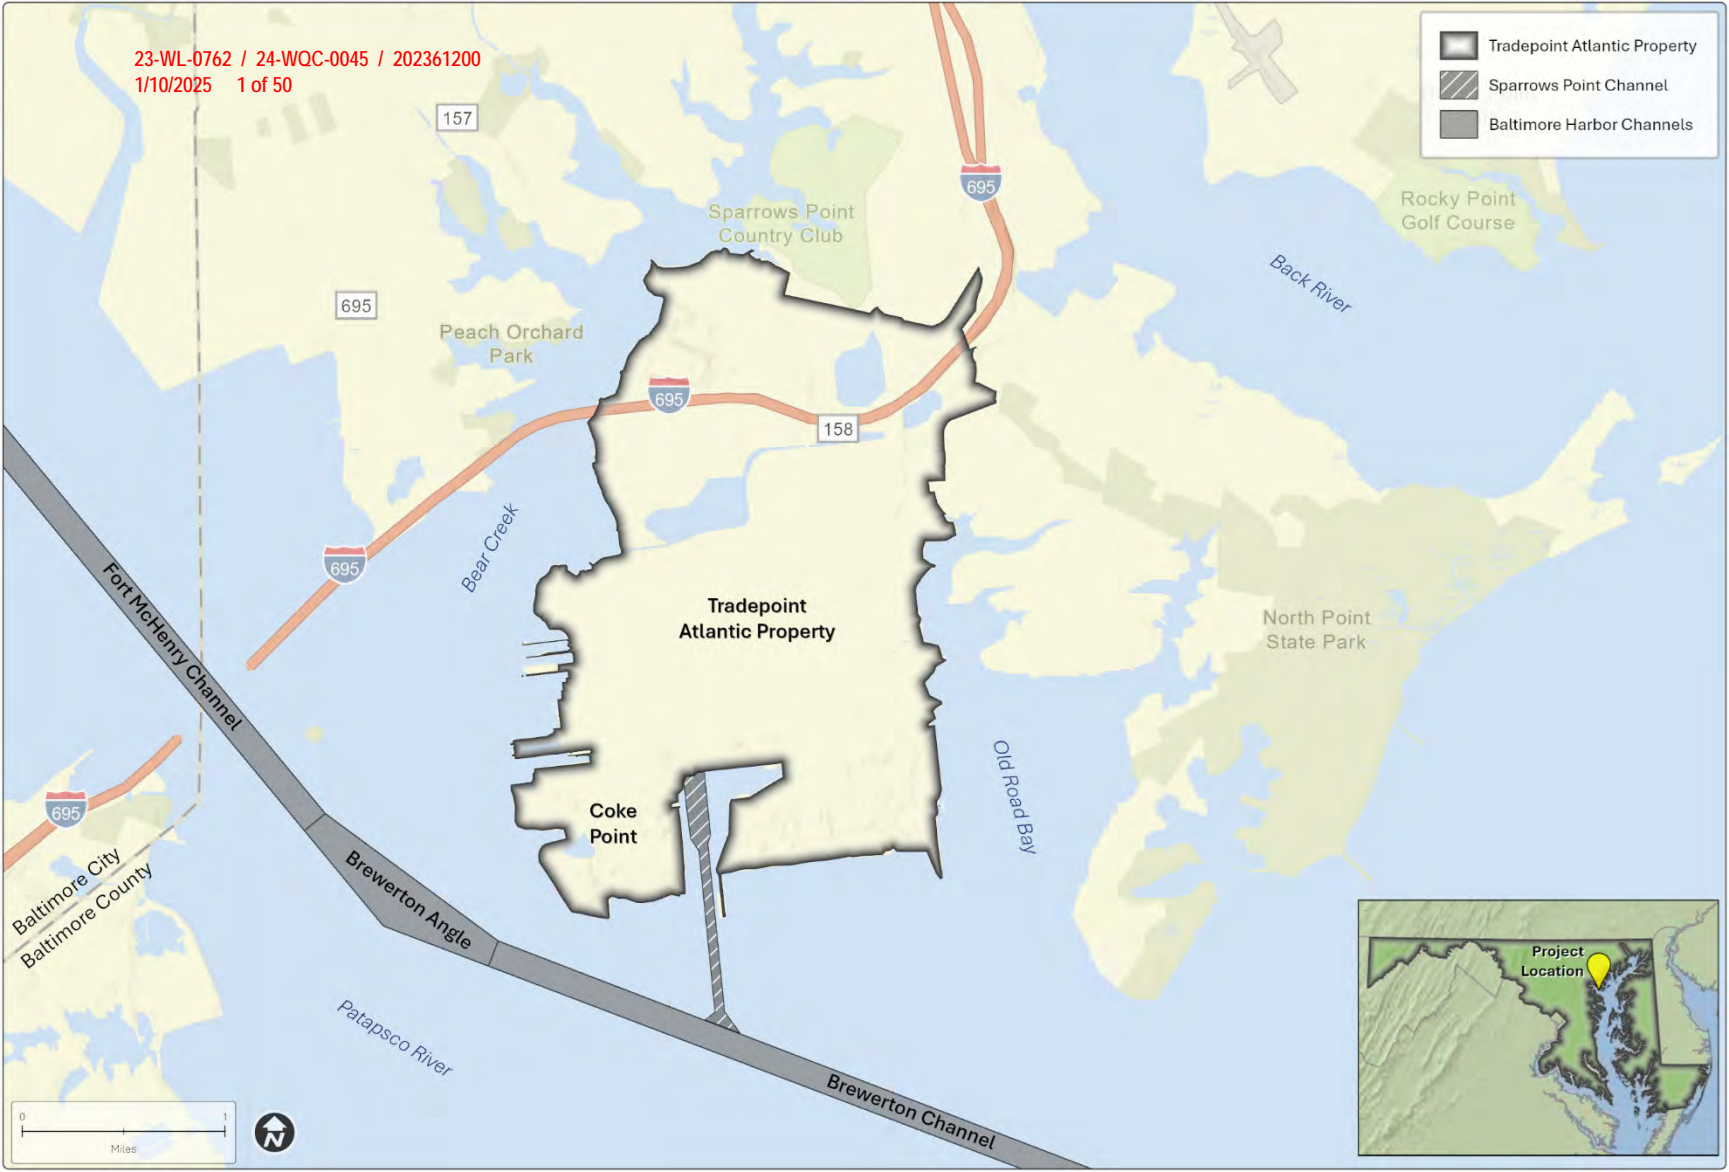 23-WL-0762 / 24-WQC-0045 / 202361200
1/10/2025 1 of 50
Tradepoint Atlantic Property
Sparrows Point Channel
Baltimore Harbor Channels
157
695
Sparrows Point
Country Club
Rocky Point
Golf Course
Back River
695
Peach Orchard
Park
695
158
Bear Creek
695
Fort McHenry Channel
Tradepoint
Atlantic Property
North Point
State Park
Old Road Bay
695
Coke
Point
Baltimore City
Baltimore County
Brewerton Angle
Patapsco River
Brewerton Channel
Project
Location
0 1
Miles
N